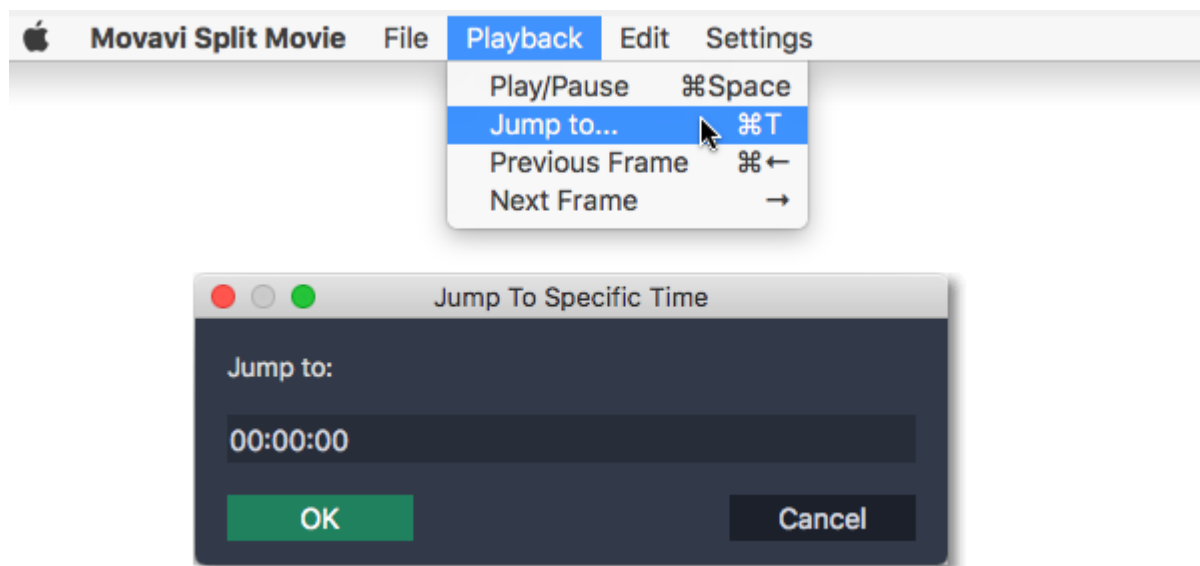 Movavi Split Movie File Playback Edit Settings
Play/Pause ⌘Space
Jump to... ⌘T
Previous Frame ⌘←
Next Frame →
Jump To Specific Time
Jump to:
00:00:00
OK Cancel